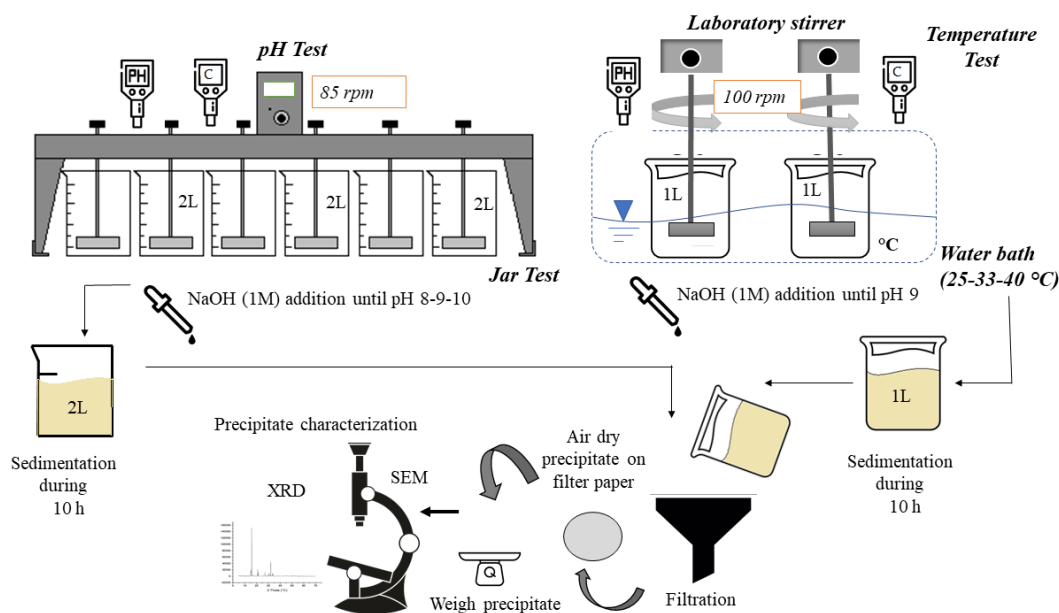 pH Test
PH
C
85 rpm
2L
2L
2L
Jar Test
Laboratory stirrer
Temperature
Test
PH
C
100 rpm
1L
1L
°C
Water bath
(25-33-40 °C)
NaOH (1M) addition until pH 8-9-10
NaOH (1M) addition until pH 9
2L
1L
Sedimentation
during
10 h
Sedimentation
during
10 h
Precipitate characterization
SEM
XRD
Air dry
precipitate on
filter paper
Weigh precipitate
Filtration